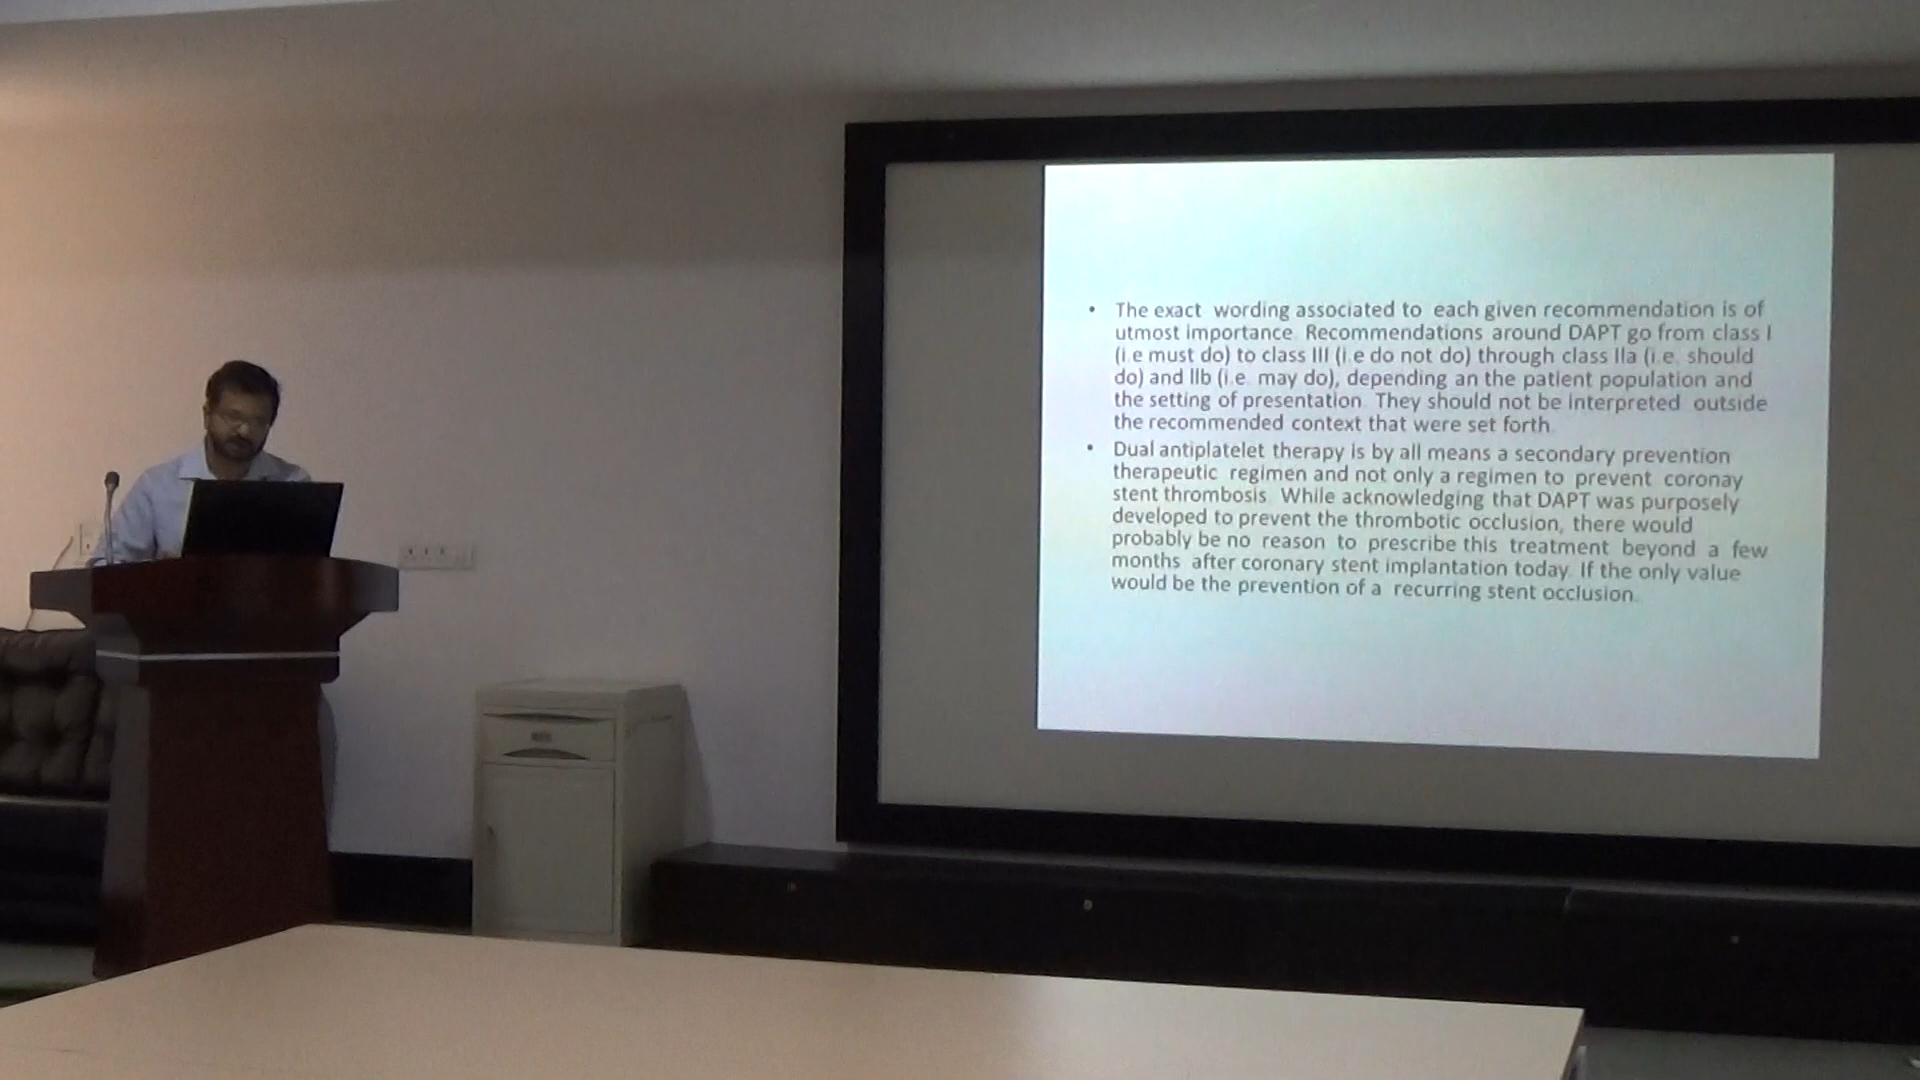 • The exact wording associated to each given recommendation is of
utmost importance. Recommendations around DAPT go from class I
(i.e must do) to class III (i.e do not do) through class IIa (i.e. should
do) and IIb (i.e. may do), depending an the patient population and
the setting of presentation. They should not be interpreted outside
the recommended context that were set forth.
• Dual antiplatelet therapy is by all means a secondary prevention
therapeutic regimen and not only a regimen to prevent coronay
stent thrombosis. While acknowledging that DAPT was purposely
developed to prevent the thrombotic occlusion, there would
probably be no reason to prescribe this treatment beyond a few
months after coronary stent implantation today. If the only value
would be the prevention of a recurring stent occlusion.